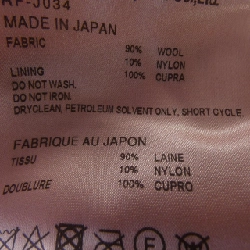 MADE IN JAPAN
FABRIC
90% WOOL
10% NYLON
LINING 100% CUPRA
DO NOT WASH.
DO NOT IRON.
DRYCLEAN, PETROLEUM SOLVENT ONLY, SHORT CYCLE.
FABRIQUE AU JAPON
TISSU 90% LAINE
10% NYLON
DOUBLURE 100% CUPRO